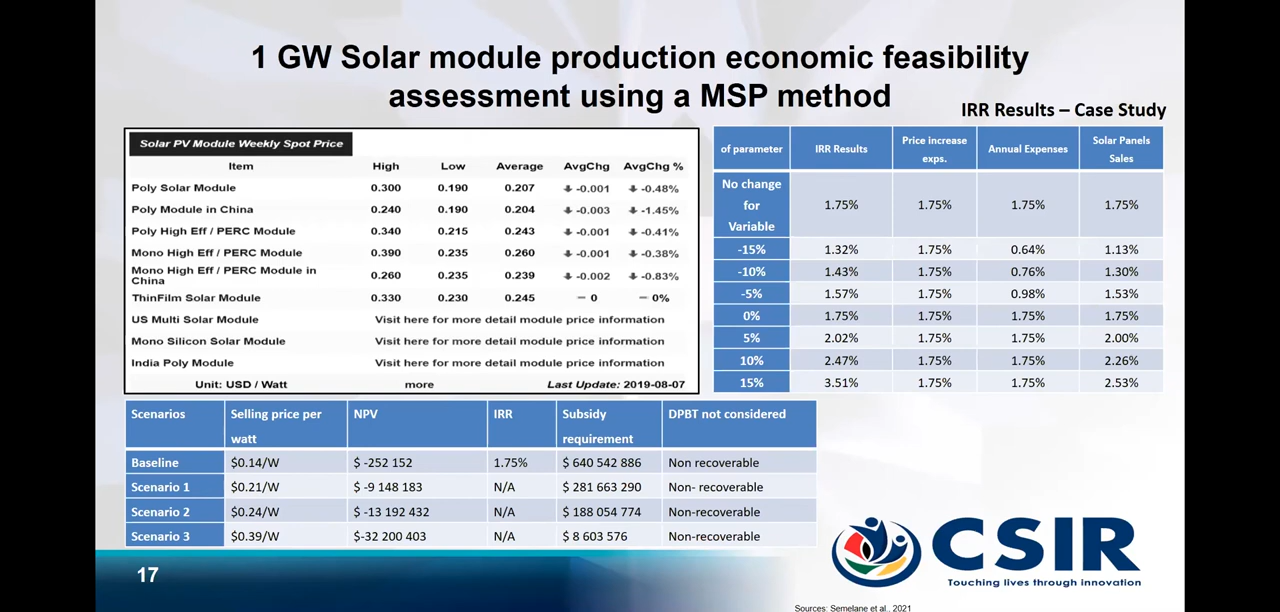 1 GW Solar module production economic feasibility
assessment using a MSP method
IRR Results – Case Study
Solar PV Module Weekly Spot Price
Item High Low Average AvgChg AvgChg %
Poly Solar Module 0.300 0.190 0.207 -0.001 -0.48%
Poly Module in China 0.240 0.190 0.204 -0.003 -1.45%
Poly High Eff / PERC Module 0.340 0.215 0.243 -0.001 -0.41%
Mono High Eff / PERC Module 0.390 0.235 0.260 -0.001 -0.38%
Mono High Eff / PERC Module in
China 0.260 0.235 0.239 -0.002 -0.83%
ThinFilm Solar Module 0.330 0.230 0.245 0 0%
US Multi Solar Module Visit here for more detail module price information
Mono Silicon Solar Module Visit here for more detail module price information
India Poly Module Visit here for more detail module price information
Unit: USD / Watt more Last Update: 2019-08-07
of parameter IRR Results Price increase exps. Annual Expenses Solar Panels Sales
No change
for
Variable 1.75% 1.75% 1.75% 1.75%
-15% 1.32% 1.75% 0.64% 1.13%
-10% 1.43% 1.75% 0.76% 1.30%
-5% 1.57% 1.75% 0.98% 1.53%
0% 1.75% 1.75% 1.75% 1.75%
5% 2.02% 1.75% 1.75% 2.00%
10% 2.47% 1.75% 1.75% 2.26%
15% 3.51% 1.75% 1.75% 2.53%
Scenarios Selling price per watt NPV IRR Subsidy requirement DPBT not considered
Baseline $0.14/W $ -252 152 1.75% $ 640 542 886 Non recoverable
Scenario 1 $0.21/W $ -9 148 183 N/A $ 281 663 290 Non- recoverable
Scenario 2 $0.24/W $ -13 192 432 N/A $ 188 054 774 Non-recoverable
Scenario 3 $0.39/W $-32 200 403 N/A $ 8 603 576 Non-recoverable
CSIR
Touching lives through innovation
17
Sources: Semelane et al., 2021